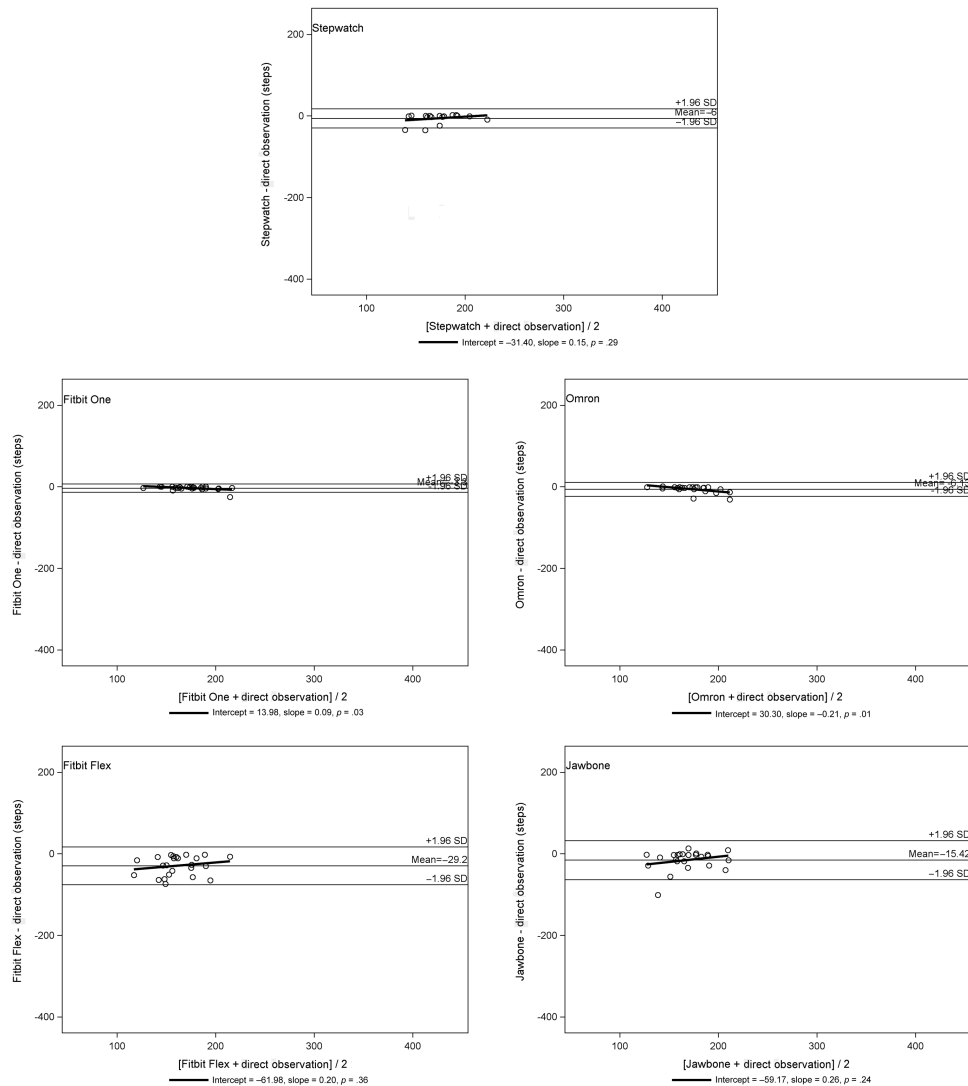 Stepwatch
200
0
-200
-400
Stepwatch - direct observation (steps)
+1.96 SD
Mean=–6
–1.96 SD
100 200 300 400
[Stepwatch + direct observation] / 2
Intercept = –31.40, slope = 0.15, p = .29
Fitbit One
200
0
-200
-400
Fitbit One - direct observation (steps)
+1.96 SD
–1.96 SD
100 200 300 400
[Fitbit One + direct observation] / 2
Intercept = 13.98, slope = 0.09, p = .03
Omron
200
0
-200
-400
Omron - direct observation (steps)
+1.96 SD
–1.96 SD
100 200 300 400
[Omron + direct observation] / 2
Intercept = 30.30, slope = –0.21, p = .01
Fitbit Flex
200
0
-200
-400
Fitbit Flex - direct observation (steps)
+1.96 SD
Mean=–29.2
–1.96 SD
100 200 300 400
[Fitbit Flex + direct observation] / 2
Intercept = –61.98, slope = 0.20, p = .36
Jawbone
200
0
-200
-400
Jawbone - direct observation (steps)
+1.96 SD
Mean=–15.42
–1.96 SD
100 200 300 400
[Jawbone + direct observation] / 2
Intercept = –59.17, slope = 0.26, p = .24